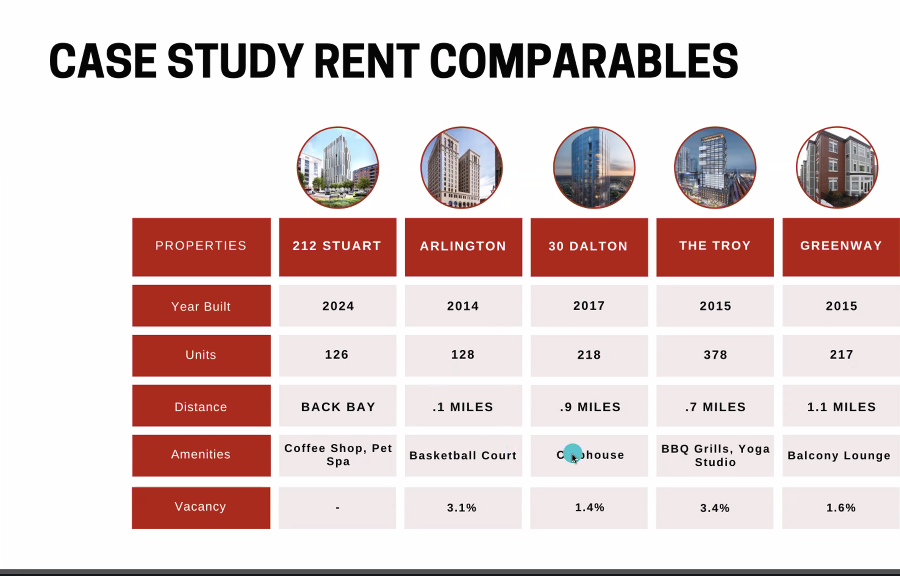 CASE STUDY RENT COMPARABLES
PROPERTIES 212 STUART ARLINGTON 30 DALTON THE TROY GREENWAY
Year Built 2024 2014 2017 2015 2015
Units 126 128 218 378 217
Distance BACK BAY .1 MILES .9 MILES .7 MILES 1.1 MILES
Amenities Coffee Shop, Pet Spa Basketball Court BBQ Grills, Yoga Studio Balcony Lounge
Vacancy - 3.1% 1.4% 3.4% 1.6%